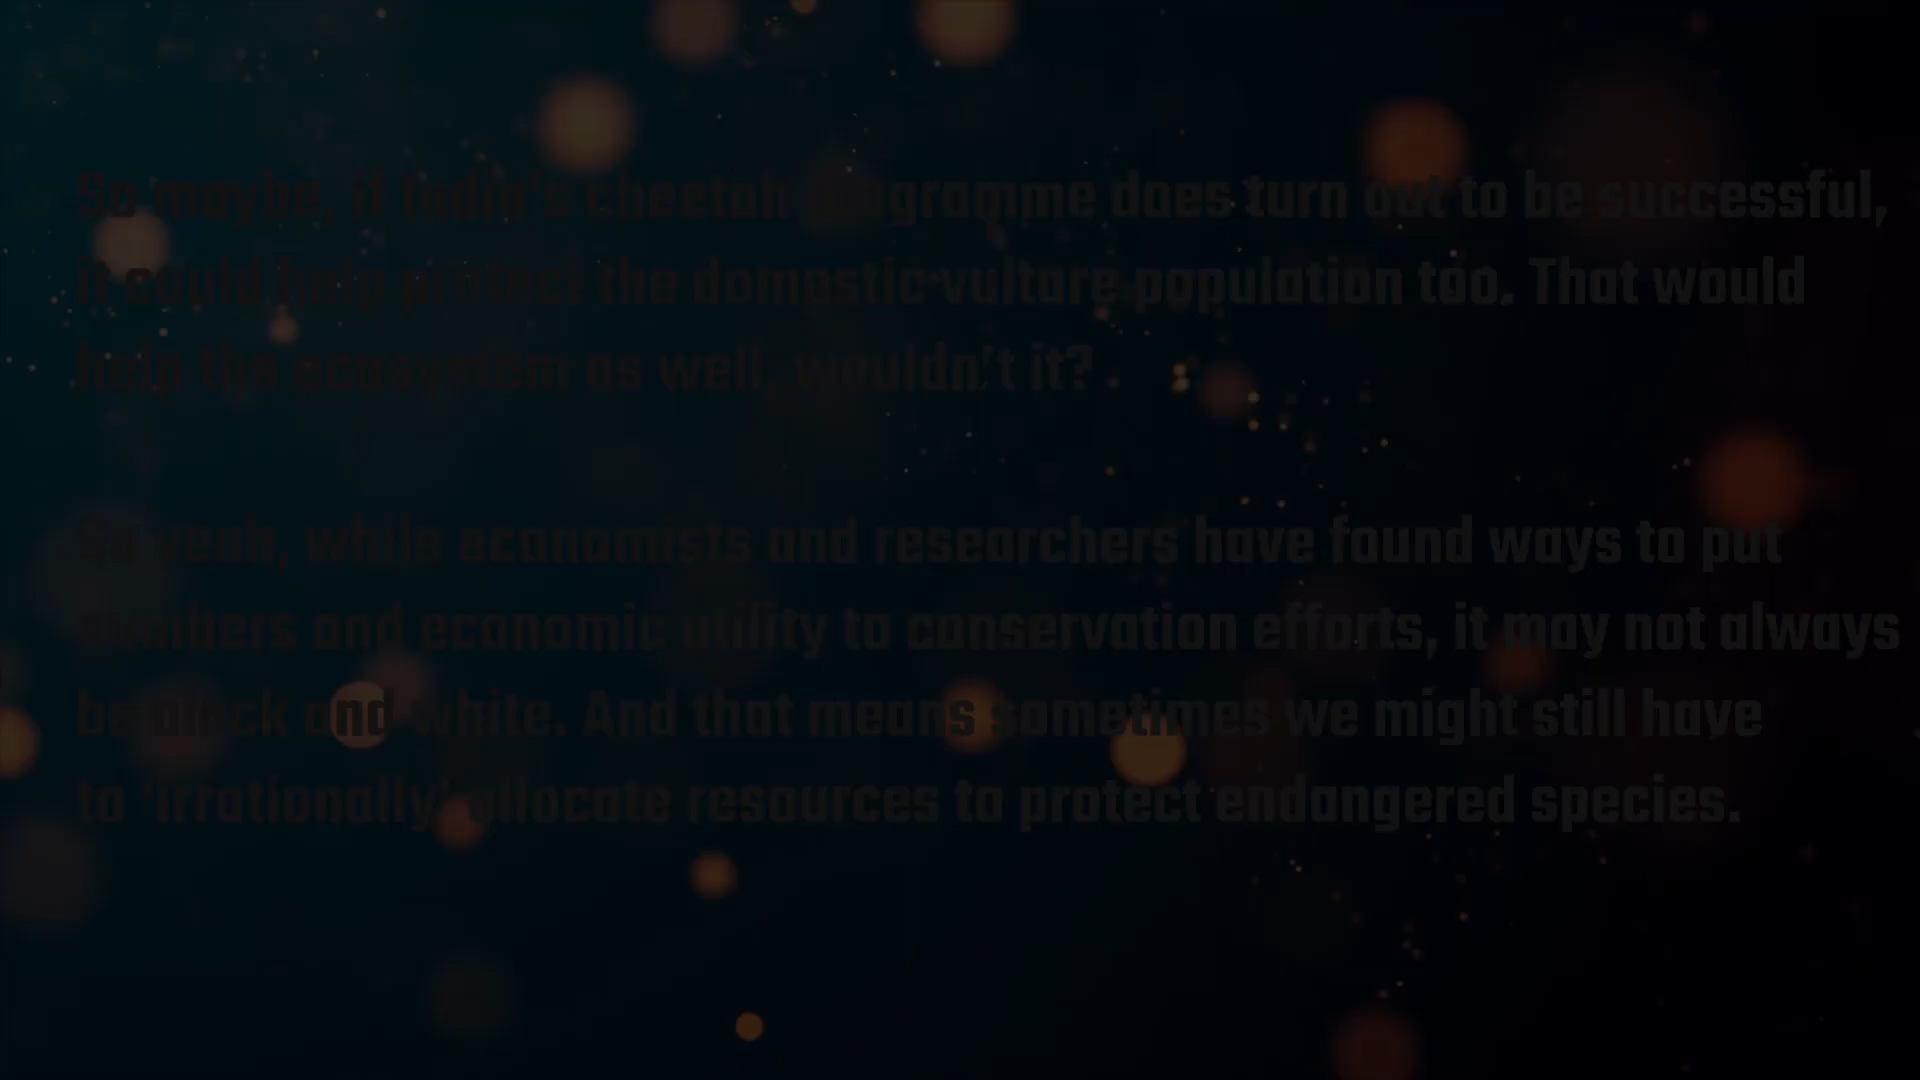 So maybe, if India's cheetah programme does turn out to be successful,
it could help protect the domestic vulture population too. That would
help the ecosystem as well, wouldn't it?
So yeah, while economists and researchers have found ways to put
numbers and economic utility to conservation efforts, it may not always
be black and white. And that means sometimes we might still have
to 'irrationally' allocate resources to protect endangered species.